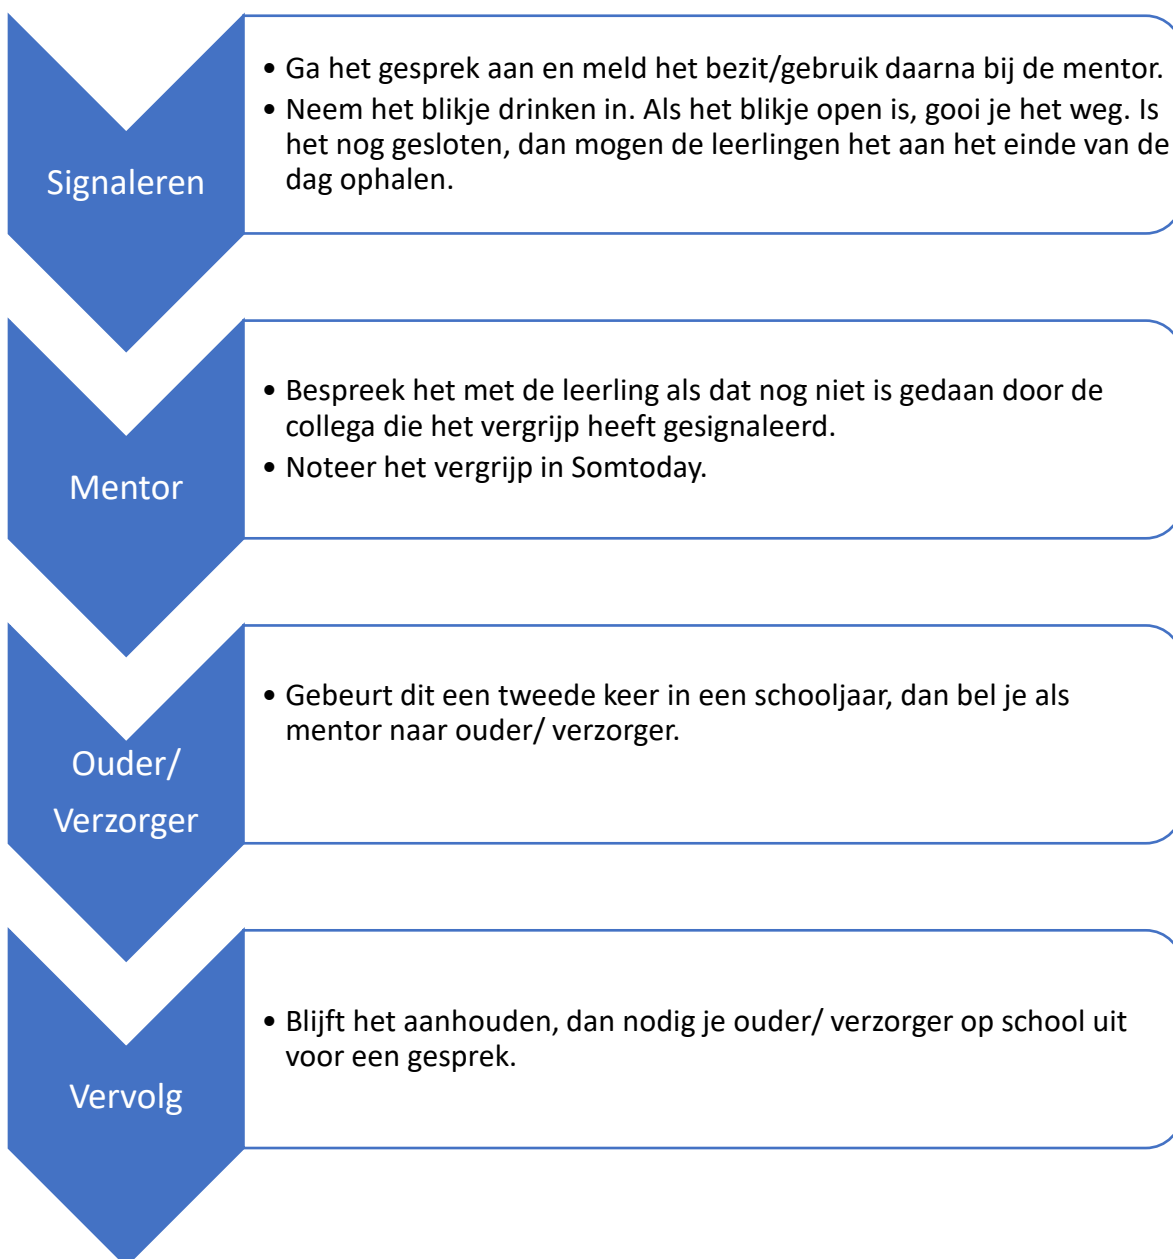 Signaleren
• Ga het gesprek aan en meld het bezit/gebruik daarna bij de mentor.
• Neem het blikje drinken in. Als het blikje open is, gooi je het weg. Is
het nog gesloten, dan mogen de leerlingen het aan het einde van de
dag ophalen.
Mentor
• Bespreek het met de leerling als dat nog niet is gedaan door de
collega die het vergrijp heeft gesignaleerd.
• Noteer het vergrijp in Somtoday.
Ouder/
Verzorger
• Gebeurt dit een tweede keer in een schooljaar, dan bel je als
mentor naar ouder/ verzorger.
Vervolg
• Blijft het aanhouden, dan nodig je ouder/ verzorger op school uit
voor een gesprek.